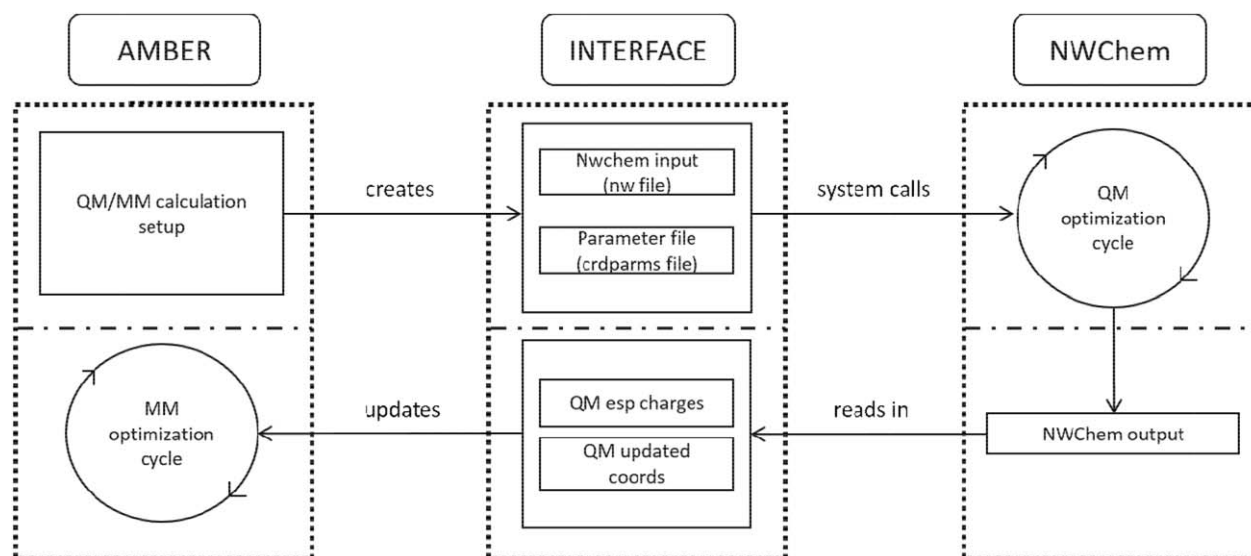 AMBER
INTERFACE
NWChem
QM/MM calculation
setup
creates
Nwchem input
(nw file)
Parameter file
(crdparms file)
system calls
QM
optimization
cycle
MM
optimization
cycle
updates
QM esp charges
QM updated
coords
reads in
NWChem output